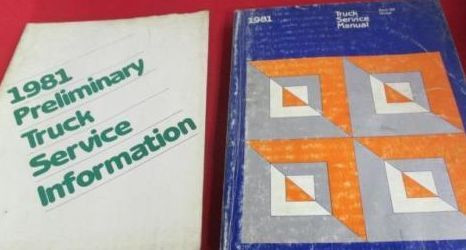 1981
Preliminary
Truck
Service
Information
1981
Truck
Service
Manual